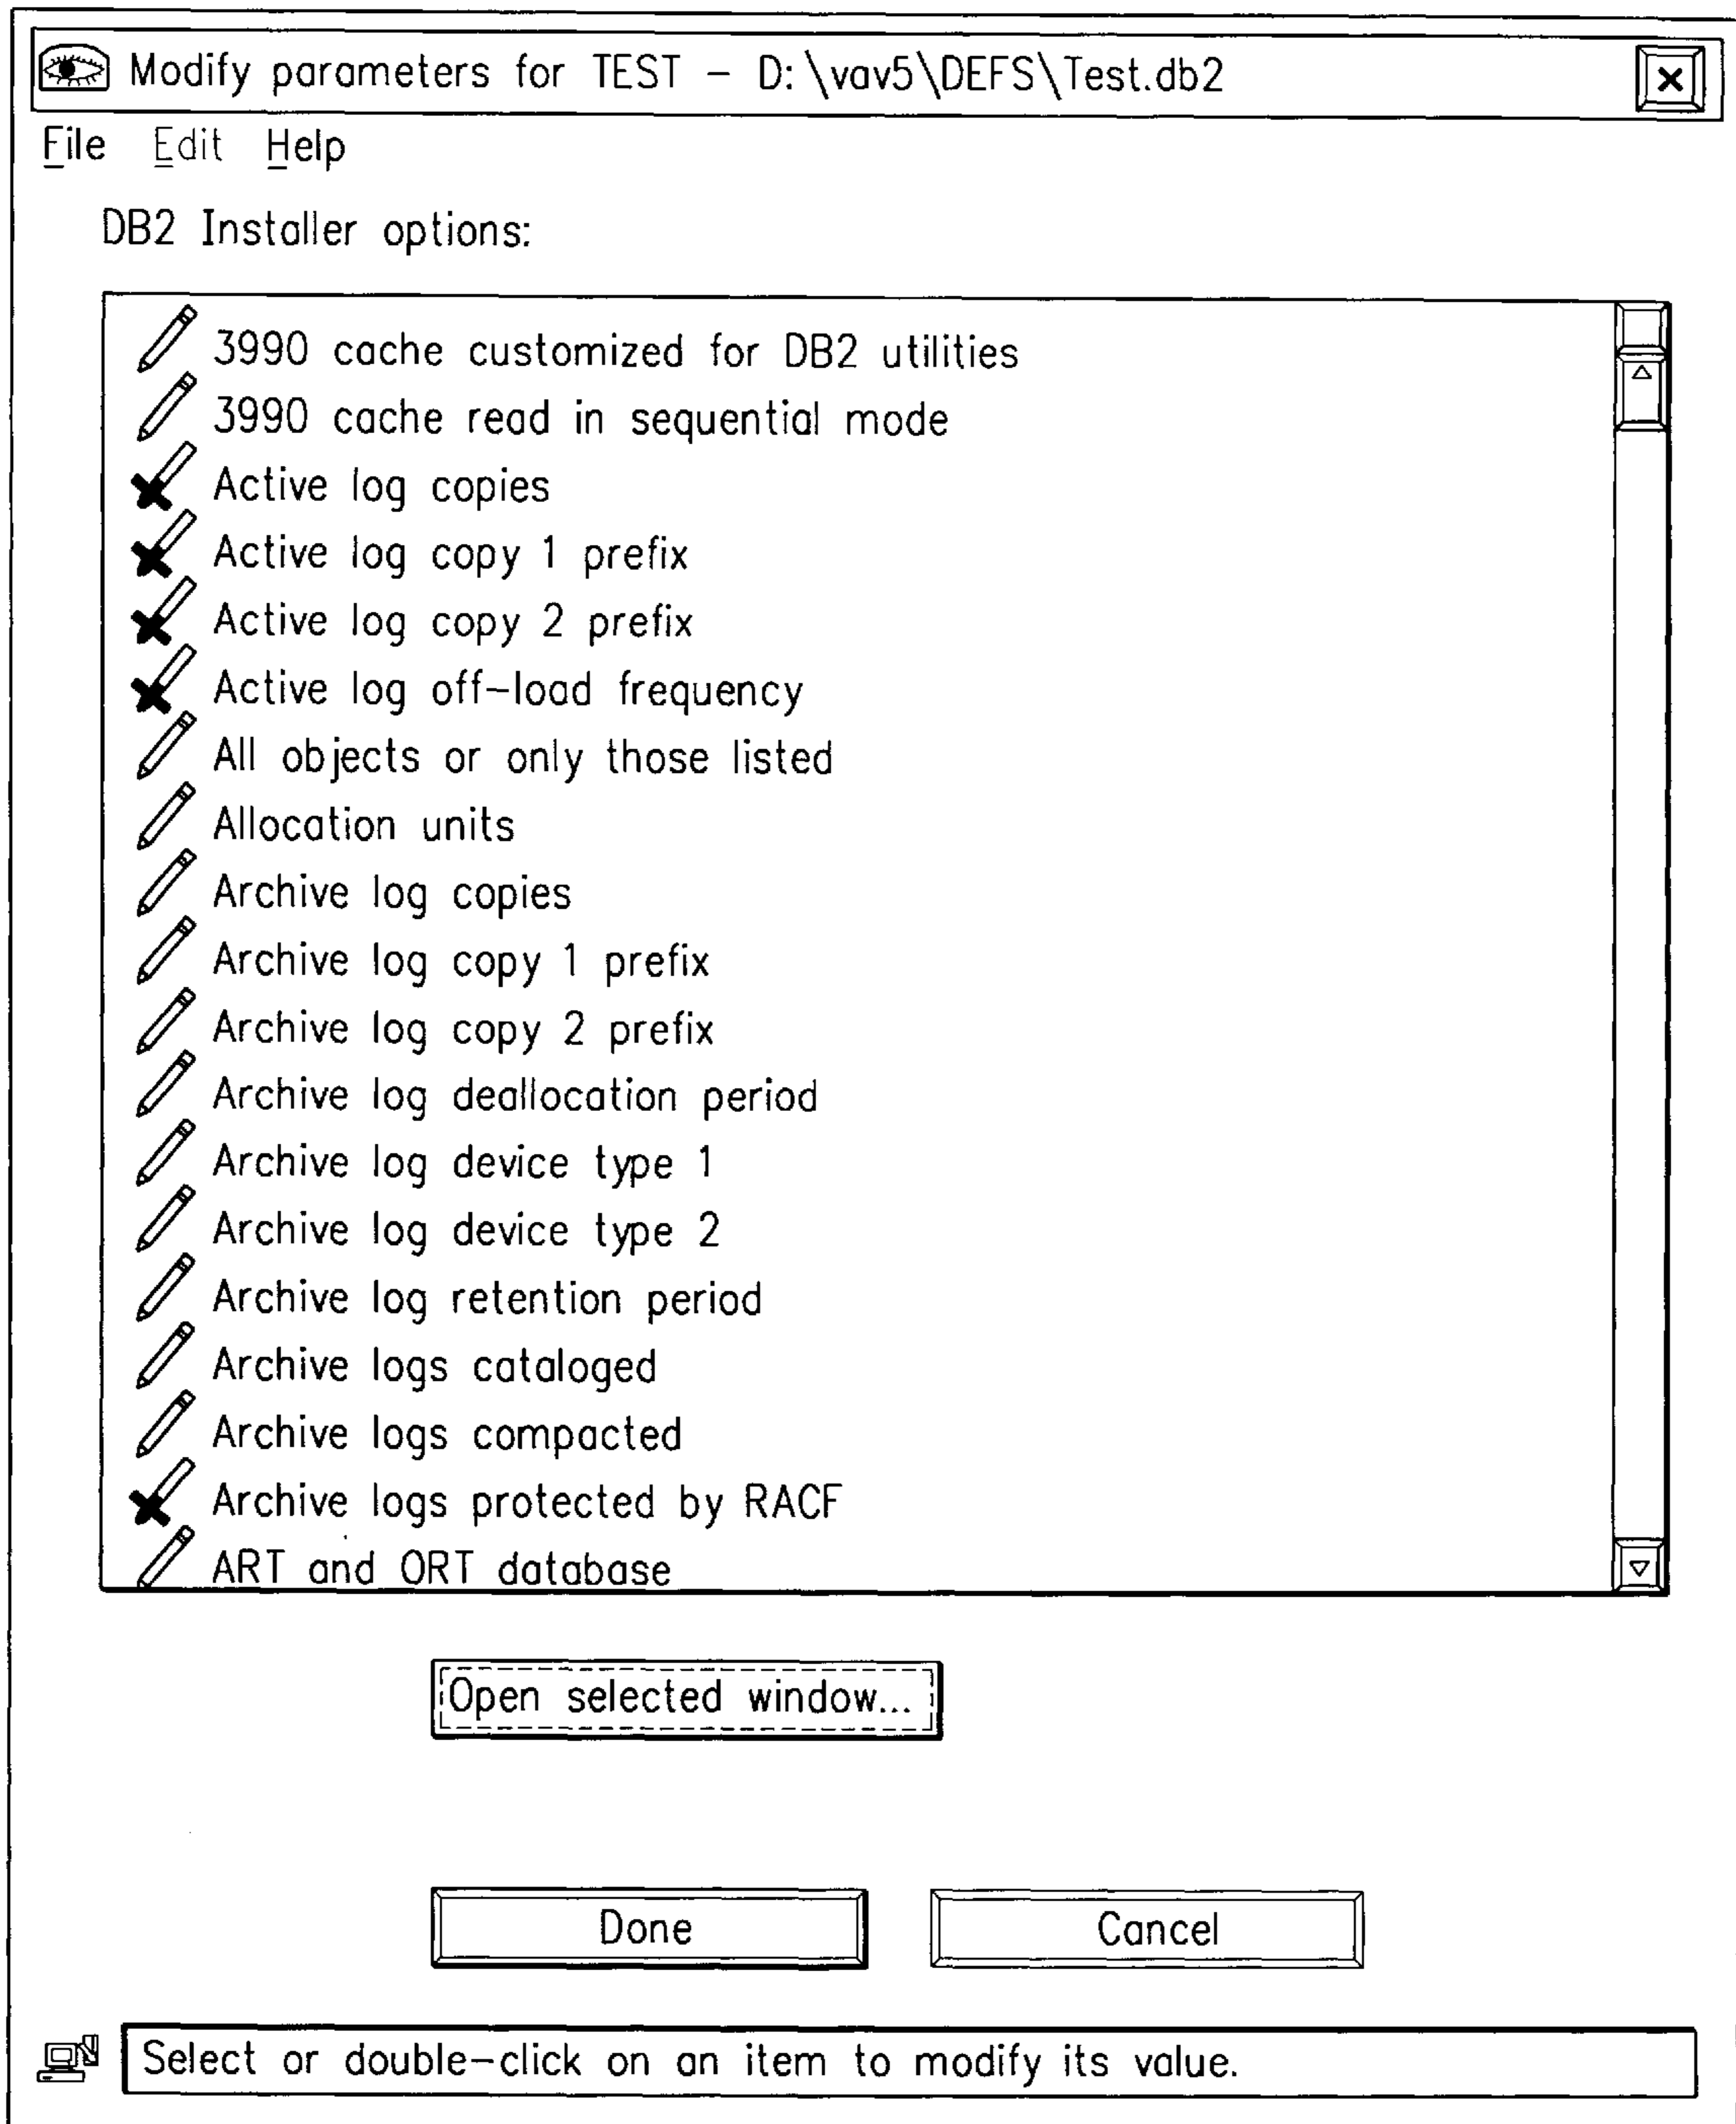 Modify parameters for TEST – D:\vav5\DEFS\Test.db2
File Edit Help
DB2 Installer options:
3990 cache customized for DB2 utilities
3990 cache read in sequential mode
Active log copies
Active log copy 1 prefix
Active log copy 2 prefix
Active log off-load frequency
All objects or only those listed
Allocation units
Archive log copies
Archive log copy 1 prefix
Archive log copy 2 prefix
Archive log deallocation period
Archive log device type 1
Archive log device type 2
Archive log retention period
Archive logs cataloged
Archive logs compacted
Archive logs protected by RACF
ART and ORT database
Open selected window...
Done Cancel
Select or double-click on an item to modify its value.